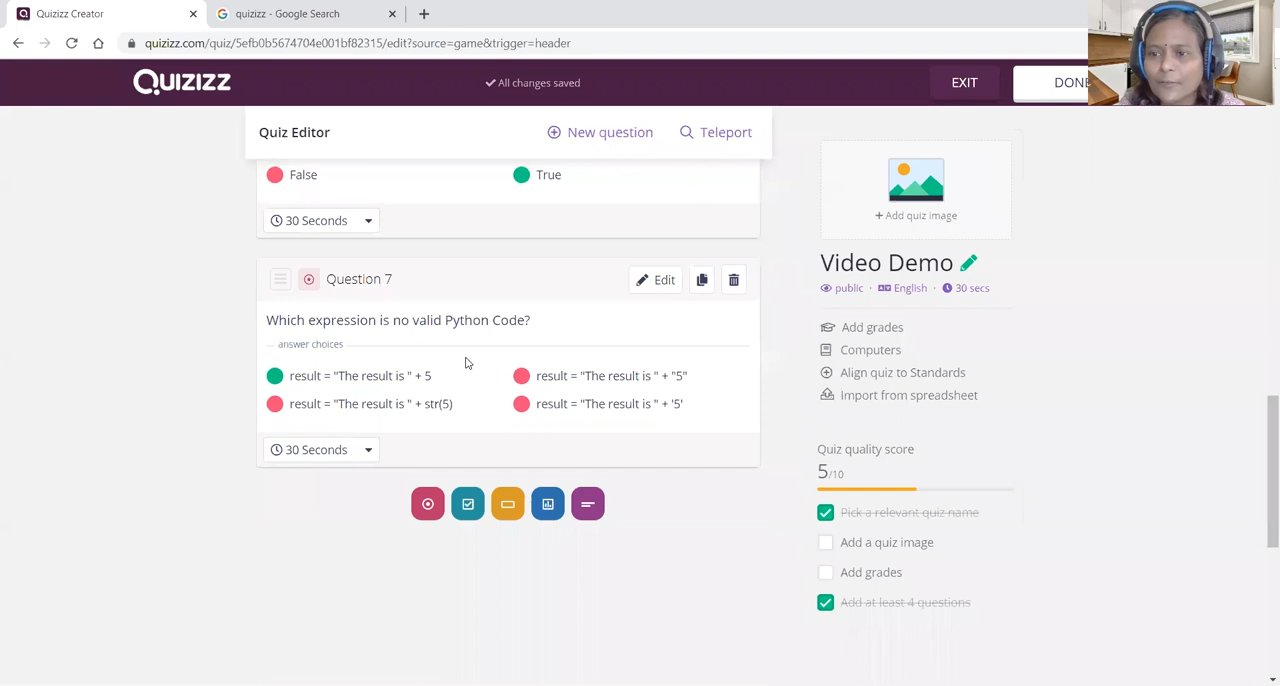 Quizizz Creator
quizizz - Google Search
quizizz.com/quiz/5efb0b5674704e001bf82315/edit?source=game&trigger=header
Quizizz
All changes saved
EXIT
DONE
Quiz Editor
New question
Teleport
False
True
30 Seconds
Question 7
Edit
Which expression is no valid Python Code?
answer choices
result = "The result is " + 5
result = "The result is " + "5"
result = "The result is " + str(5)
result = "The result is " + '5'
30 Seconds
+ Add quiz image
Video Demo
public · English · 30 secs
Add grades
Computers
Align quiz to Standards
Import from spreadsheet
Quiz quality score
5/10
Pick a relevant quiz name
Add a quiz image
Add grades
Add at least 4 questions